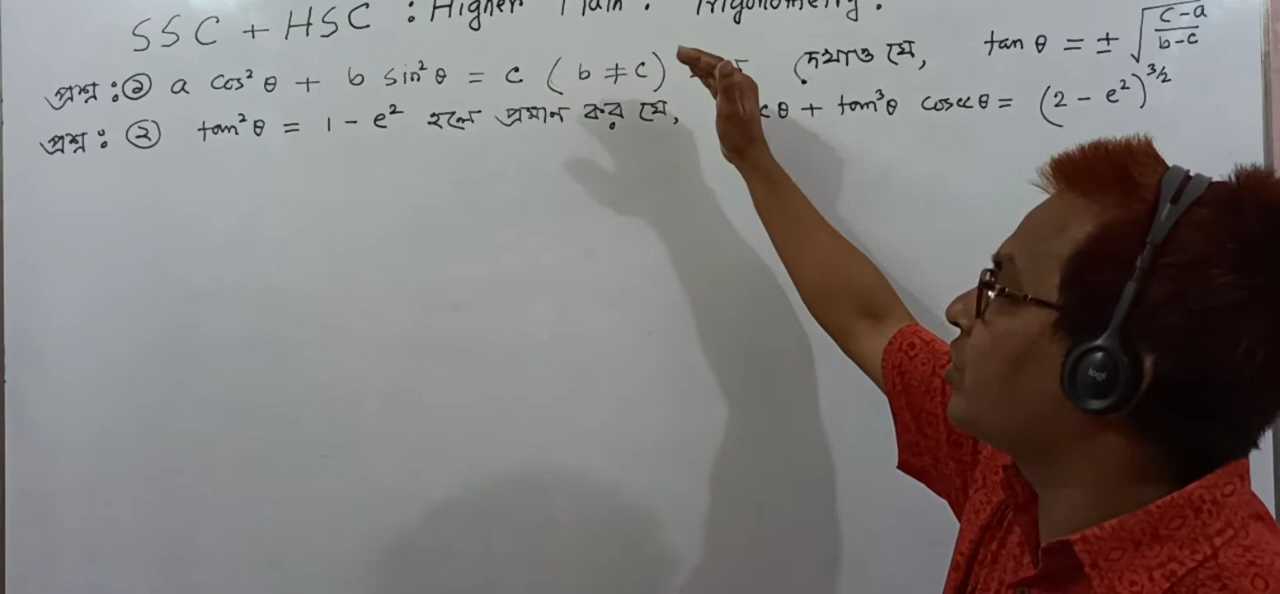 SSC + HSC : Higher Math : Trigonometry :
প্রশ্ন : ① a cos²θ + b sin²θ = c ( b ≠ c ) দেখাও যে, tan θ = ± √((c-a)/(b-c))
প্রশ্ন : ② tan²θ = 1 - e² হলে প্রমান কর যে, θ + tan³θ cosecθ = (2 - e²)^3/2
logi